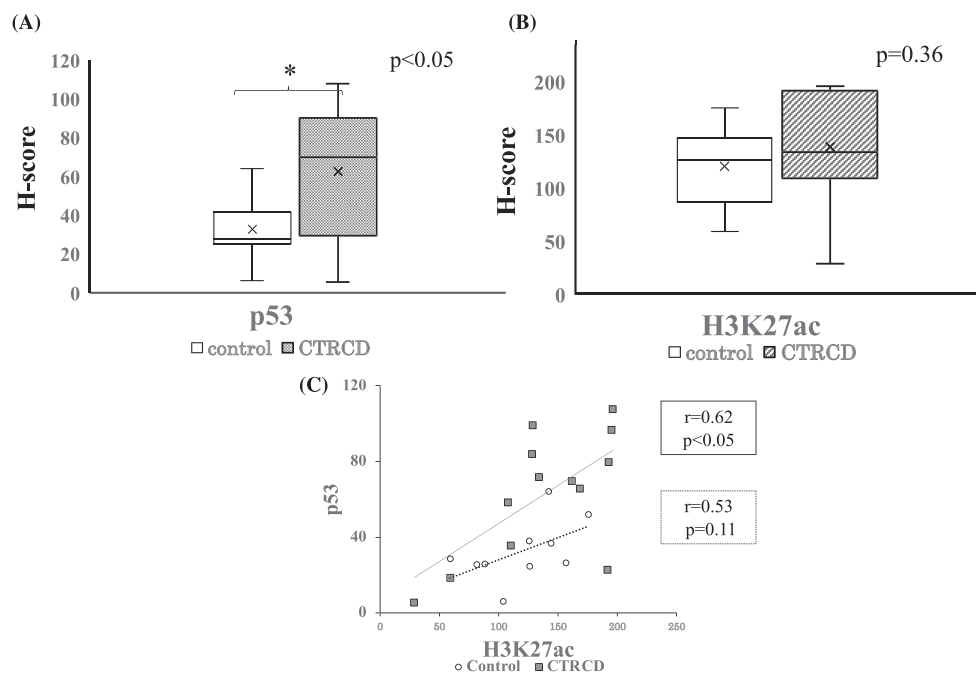 (A)
p<0.05
*
120
100
80
60
40
20
0
H-score
p53
control CTRCD
(B)
p=0.36
200
150
100
50
0
H-score
H3K27ac
control CTRCD
(C)
120
80
40
0
p53
0 50 100 150 200 250
H3K27ac
Control CTRCD
r=0.62
p<0.05
r=0.53
p=0.11